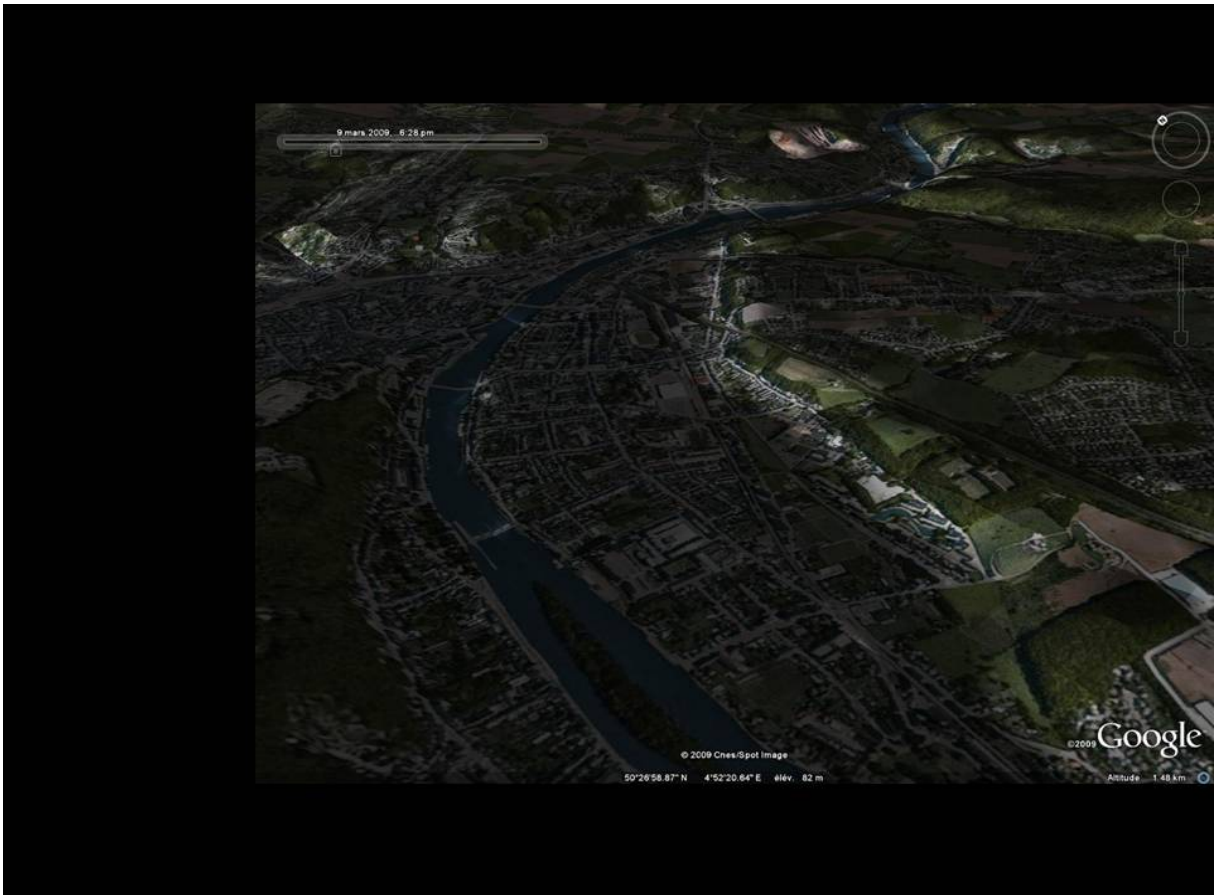 9 mars 2009 6:28 pm
© 2009 Cnes/Spot Image
©2009 Google
50°26'58.87" N 4°52'20.64" E élév. 82 m
Altitude 1.48 km